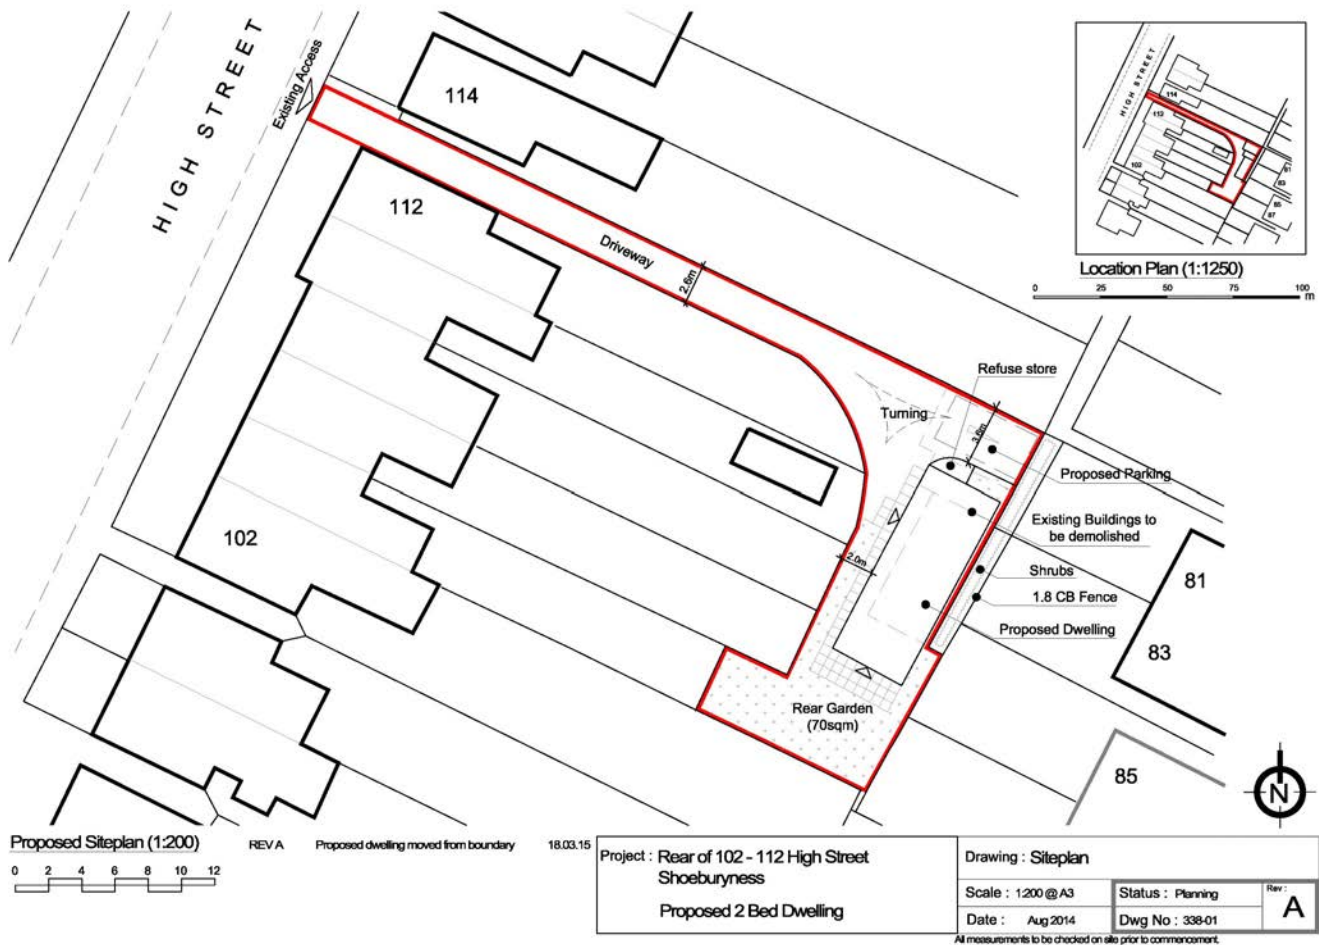 HIGH STREET
Existing Access
114
112
Driveway
2.6m
102
HIGH STREET
114
112
102
81
83
85
87
Location Plan (1:1250)
0 25 50 75 100
m
Refuse store
Turning
3.6m
Proposed Parking
Existing Buildings to
be demolished
Shrubs
1.8 CB Fence
Proposed Dwelling
2.0m
Rear Garden
(70sqm)
81
83
85
N
Proposed Siteplan (1:200)
0 2 4 6 8 10 12
REV A Proposed dwelling moved from boundary 18.03.15
Project : Rear of 102 - 112 High Street
Shoeburyness
Proposed 2 Bed Dwelling
Drawing : Siteplan
Scale : 1:200 @ A3
Status : Planning
Rev :
A
Date : Aug 2014
Dwg No : 338-01
All measurements to be checked on site prior to commencement.